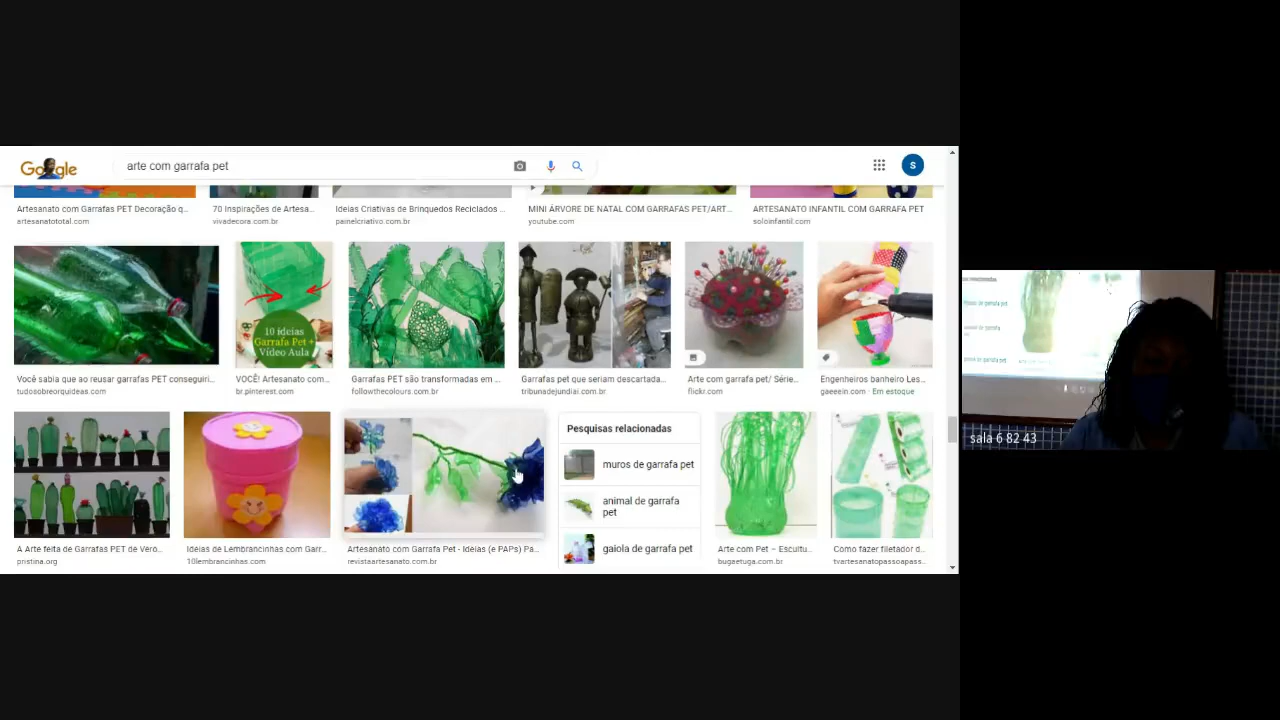 Google
arte com garrafa pet
S
Artesanato com Garrafas PET Decoração q...
artesanatototal.com
70 Inspirações de Artesa...
vivadecora.com.br
Ideias Criativas de Brinquedos Reciclados ...
painelcriativo.com.br
MINI ÁRVORE DE NATAL COM GARRAFAS PET/ART...
youtube.com
ARTESANATO INFANTIL COM GARRAFA PET
soloinfantil.com
10 ideias
Garrafa Pet +
Vídeo Aula
Você sabia que ao reusar garrafas PET conseguiri...
tudosobreorquideas.com
VOCÊ! Artesanato com...
br.pinterest.com
Garrafas PET são transformadas em ...
followthecolours.com.br
Garrafas pet que seriam descartada...
tribunadejundiai.com.br
Arte com garrafa pet/ Série...
flickr.com
Engenheiros banheiro Les...
gaeeein.com · Em estoque
Pesquisas relacionadas
muros de garrafa pet
animal de garrafa
pet
gaiola de garrafa pet
A Arte feita de Garrafas PET de Vero...
pristina.org
Ideias de Lembrancinhas com Garr...
10lembrancinhas.com
Artesanato com Garrafa Pet - Ideias (e PAPs) Pa...
revistaartesanato.com.br
Arte com Pet – Escultu...
bugaetuga.com.br
Como fazer filetador d...
tvartesanatopassoapass...
sala 6 82 43